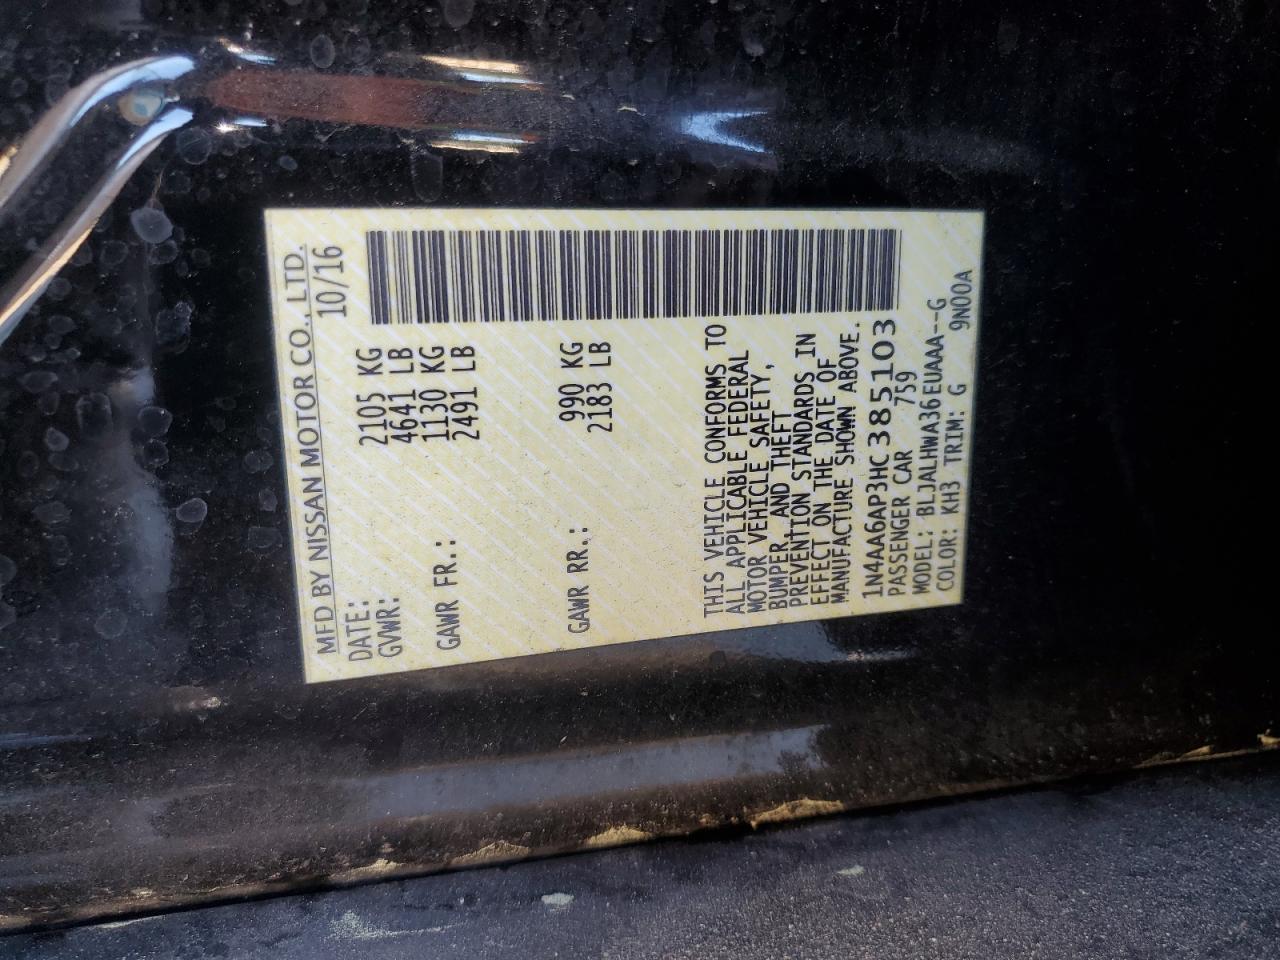 MFD BY NISSAN MOTOR CO., LTD.
DATE: 10/16
GVWR: 2105 KG
4641 LB
GAWR FR.: 1130 KG
2491 LB
GAWR RR.: 990 KG
2183 LB
THIS VEHICLE CONFORMS TO
ALL APPLICABLE FEDERAL
MOTOR VEHICLE SAFETY,
BUMPER, AND THEFT
PREVENTION STANDARDS IN
EFFECT ON THE DATE OF
MANUFACTURE SHOWN ABOVE.
1N4AA6AP3HC385103
PASSENGER CAR 759
MODEL: BLJALHWA36EUAAA--G
COLOR: KH3 TRIM: G 9N00A